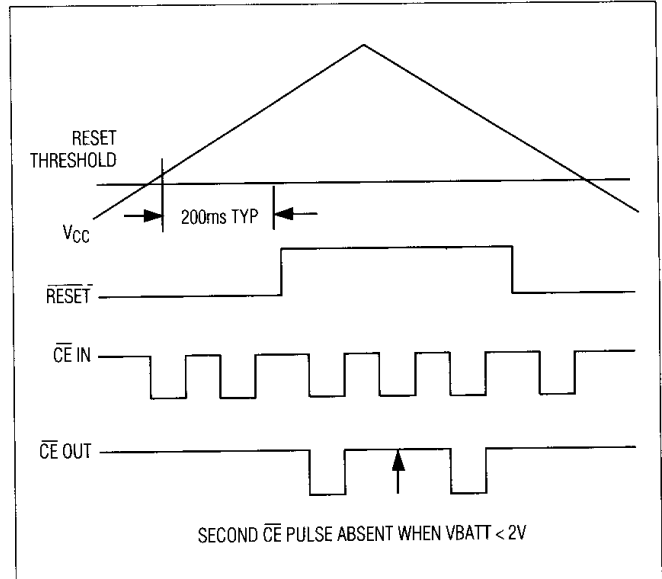 RESET
THRESHOLD
200ms TYP
VCC
RESET
CE IN
CE OUT
SECOND CE PULSE ABSENT WHEN VBATT < 2V